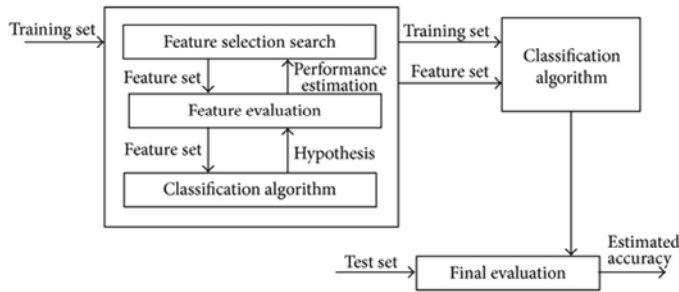 Training set
Feature selection search
Feature set
Performance
estimation
Feature evaluation
Feature set
Hypothesis
Classification algorithm
Training set
Feature set
Classification
algorithm
Test set
Final evaluation
Estimated
accuracy